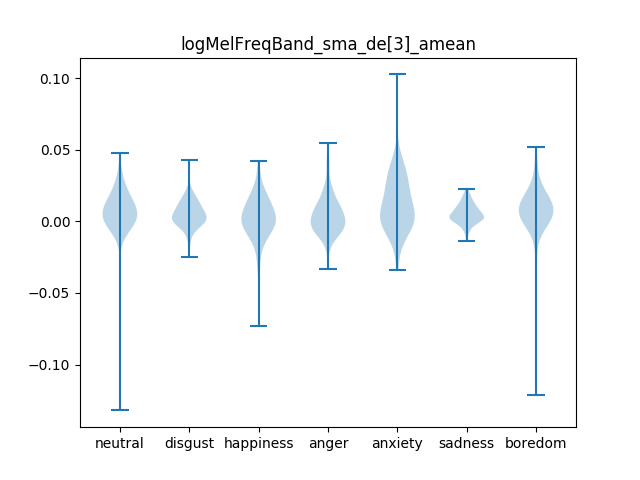 logMelFreqBand_sma_de[3]_amean
0.10
0.05
0.00
−0.05
−0.10
neutral disgust happiness anger anxiety sadness boredom